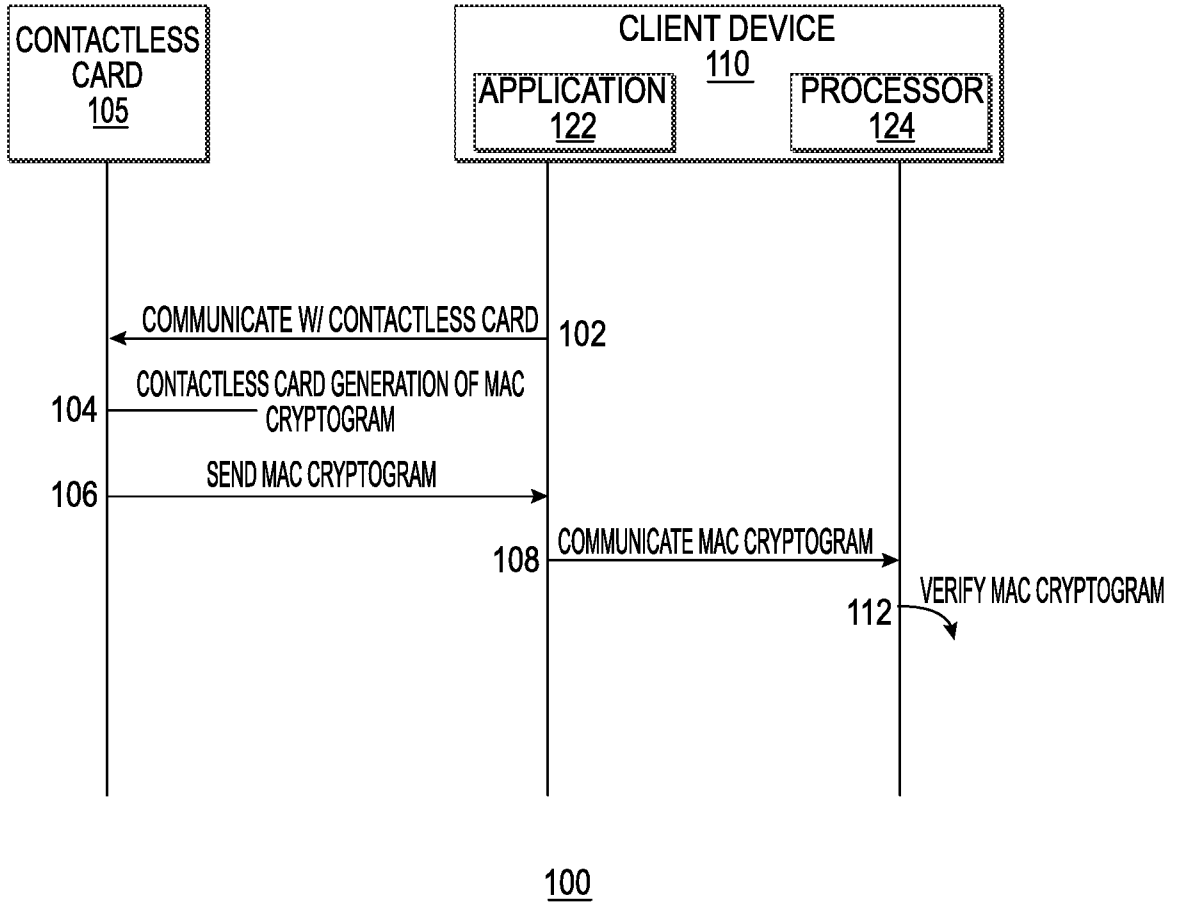 CONTACTLESS
CARD
105
CLIENT DEVICE
110
APPLICATION
122
PROCESSOR
124
COMMUNICATE W/ CONTACTLESS CARD
102
CONTACTLESS CARD GENERATION OF MAC
CRYPTOGRAM
104
SEND MAC CRYPTOGRAM
106
COMMUNICATE MAC CRYPTOGRAM
108
VERIFY MAC CRYPTOGRAM
112
100